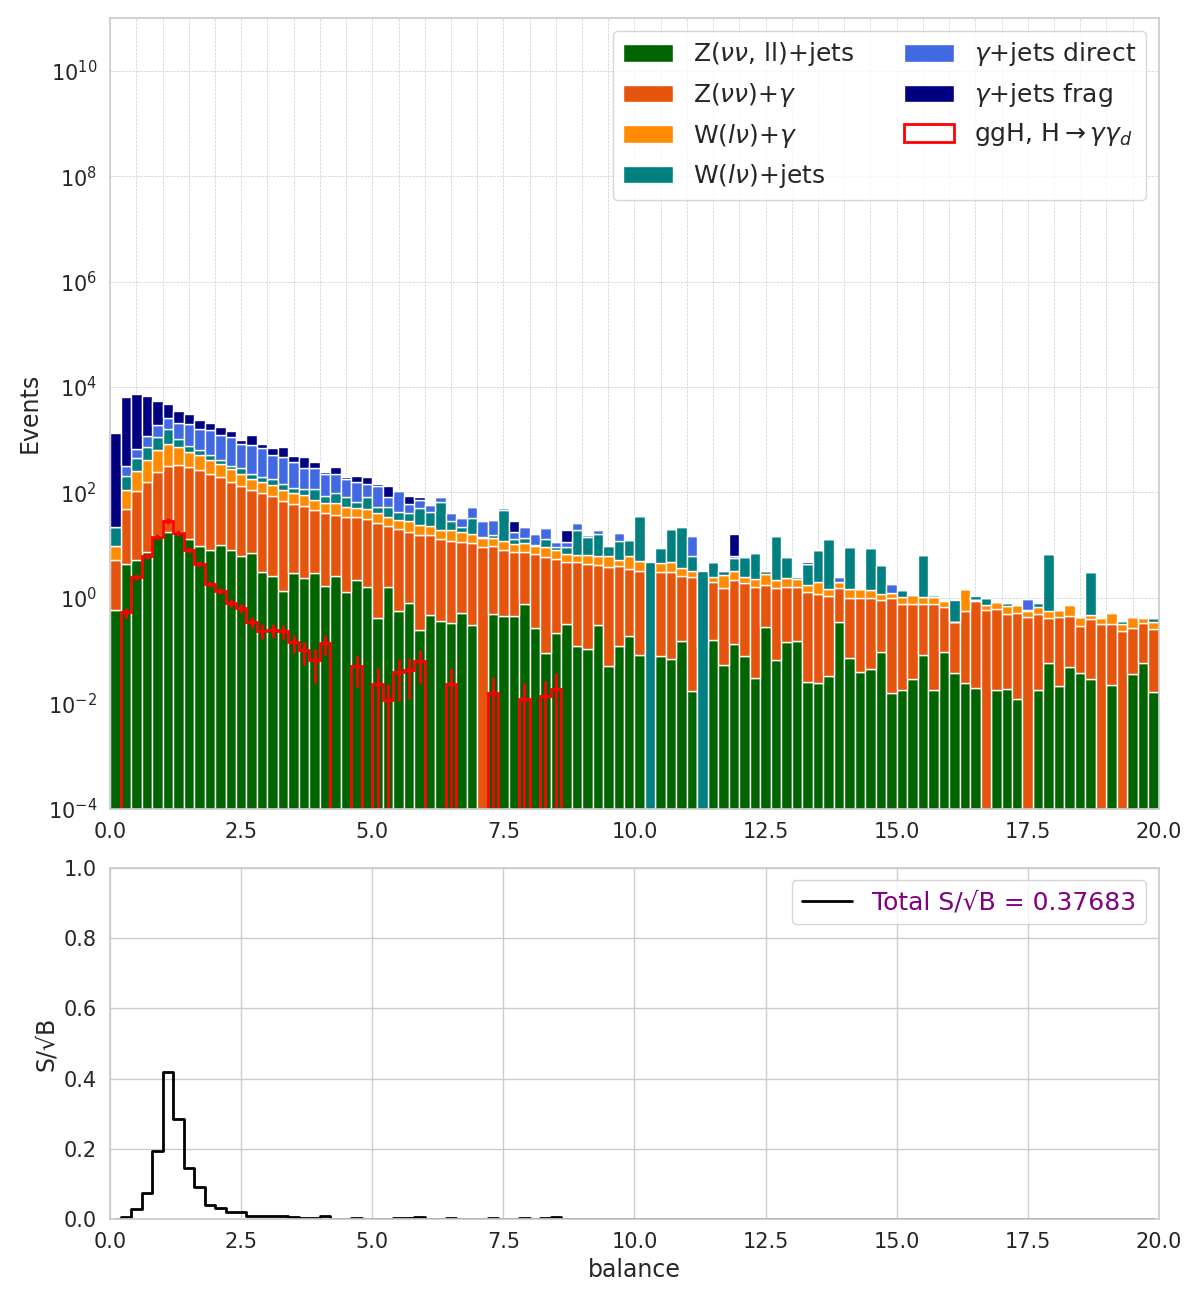 Z(νν, ll)+jets
Z(νν)+γ
W(lν)+γ
W(lν)+jets
γ+jets direct
γ+jets frag
ggH, H→γγ_d
Events
10^10
10^8
10^6
10^4
10^2
10^0
10^−2
10^−4
0.0 2.5 5.0 7.5 10.0 12.5 15.0 17.5 20.0
Total S/√B = 0.37683
S/√B
1.0
0.8
0.6
0.4
0.2
0.0
0.0 2.5 5.0 7.5 10.0 12.5 15.0 17.5 20.0
balance